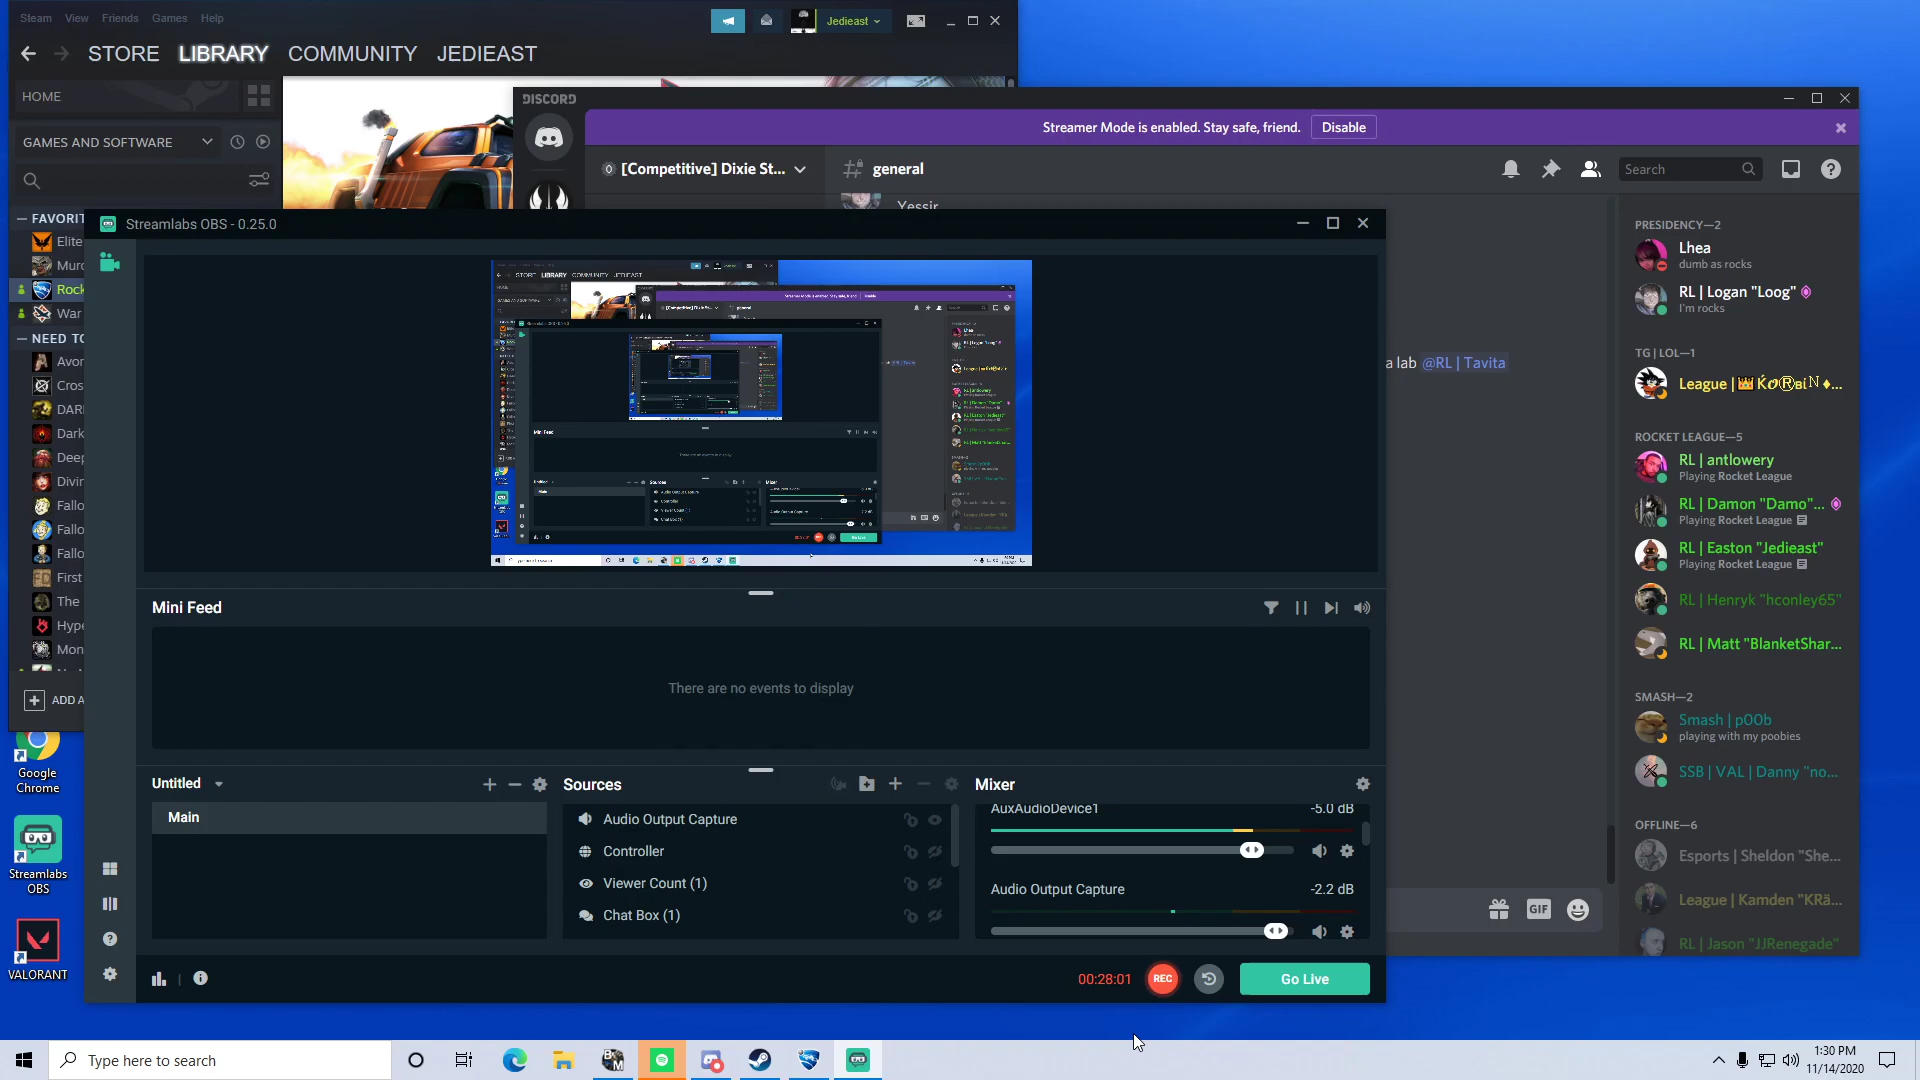 Steam View Friends Games Help
Jedieast
STORE LIBRARY COMMUNITY JEDIEAST
HOME
GAMES AND SOFTWARE
FAVORIT
Elite
Murd
Rock
War
NEED TO
Avor
Cros
DARK
Dark
Deep
Divin
Fallo
Fallo
Fallo
First
The
Hype
Mon
ADD A
DISCORD
Streamer Mode is enabled. Stay safe, friend. Disable
[Competitive] Dixie St...
general
Search
Yessir
a lab @RL | Tavita
PRESIDENCY—2
Lhea
dumb as rocks
RL | Logan "Loog"
I'm rocks
TG | LOL—1
ROCKET LEAGUE—5
RL | antlowery
Playing Rocket League
RL | Damon "Damo"...
Playing Rocket League
RL | Easton "Jedieast"
Playing Rocket League
RL | Henryk "hconley65"
RL | Matt "BlanketShar...
SMASH—2
Smash | p00b
playing with my poobies
SSB | VAL | Danny "no...
OFFLINE—6
Esports | Sheldon "She...
League | Kamden "KRä...
RL | Jason "JJRenegade"
GIF
Streamlabs OBS - 0.25.0
Mini Feed
There are no events to display
Untitled
Main
Sources
Audio Output Capture
Controller
Viewer Count (1)
Chat Box (1)
Mixer
AuxAudioDevice1 -5.0 dB
Audio Output Capture -2.2 dB
00:28:01
REC
Go Live
Google Chrome
Streamlabs OBS
VALORANT
Type here to search
1:30 PM
11/14/2020